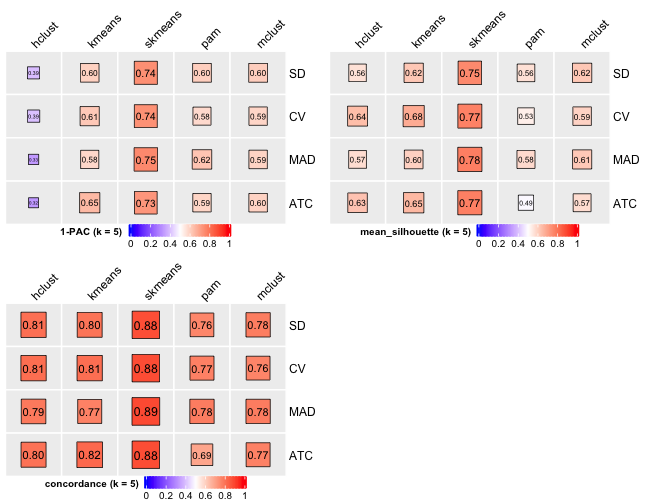 hclust kmeans skmeans pam mclust
0.39 0.60 0.74 0.60 0.60 SD
0.39 0.61 0.74 0.58 0.59 CV
0.58 0.75 0.62 0.59 MAD
0.65 0.73 0.59 0.60 ATC
1-PAC (k = 5)
0 0.2 0.4 0.6 0.8 1
hclust kmeans skmeans pam mclust
0.56 0.62 0.75 0.56 0.62 SD
0.64 0.68 0.77 0.53 0.59 CV
0.57 0.60 0.78 0.58 0.61 MAD
0.63 0.65 0.77 0.49 0.57 ATC
mean_silhouette (k = 5)
0 0.2 0.4 0.6 0.8 1
hclust kmeans skmeans pam mclust
0.81 0.80 0.88 0.76 0.78 SD
0.81 0.81 0.88 0.77 0.76 CV
0.79 0.77 0.89 0.78 0.78 MAD
0.80 0.82 0.88 0.69 0.77 ATC
concordance (k = 5)
0 0.2 0.4 0.6 0.8 1